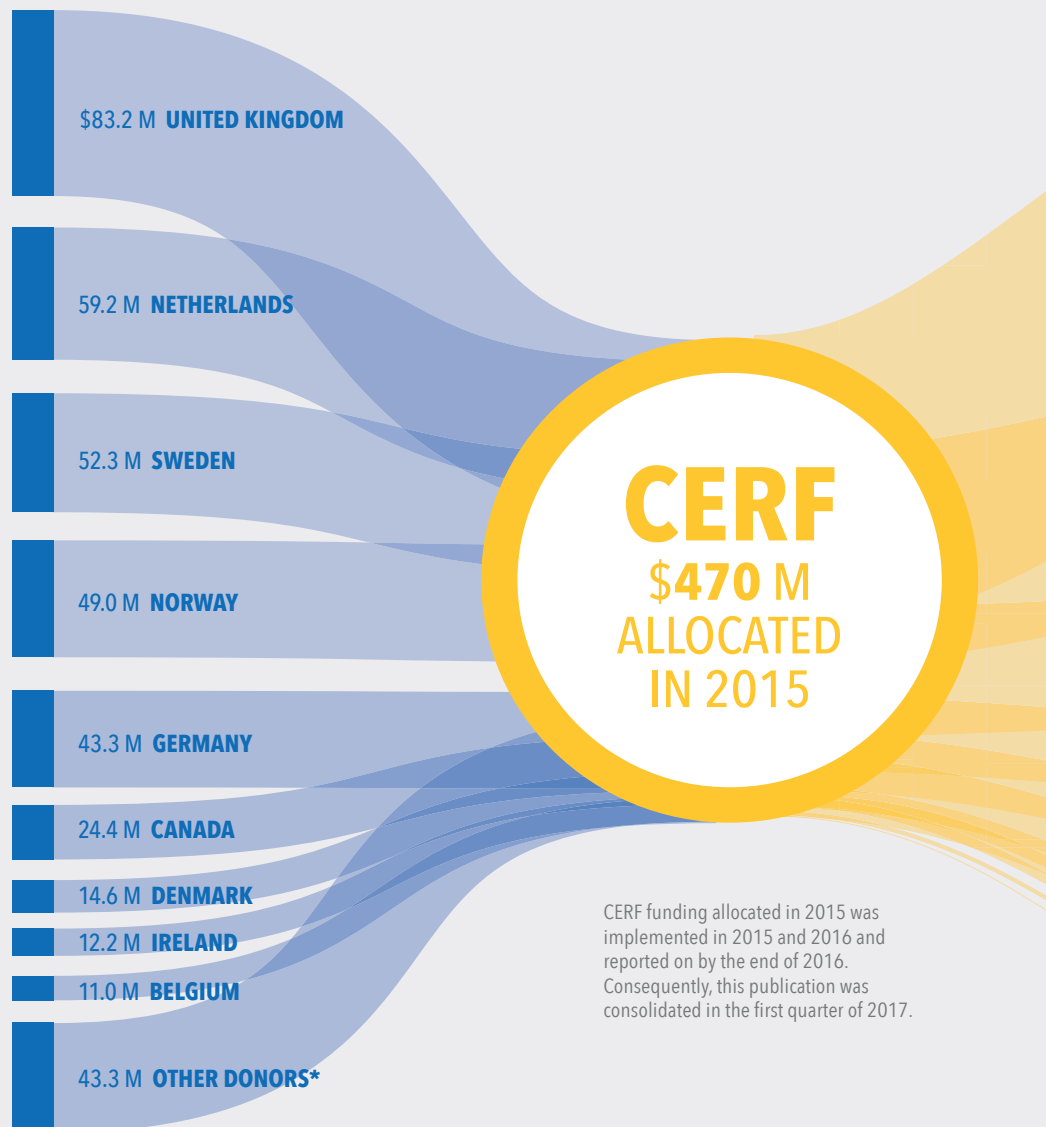 $83.2 M UNITED KINGDOM
59.2 M NETHERLANDS
52.3 M SWEDEN
49.0 M NORWAY
43.3 M GERMANY
24.4 M CANADA
14.6 M DENMARK
12.2 M IRELAND
11.0 M BELGIUM
43.3 M OTHER DONORS*
CERF
$470 M
ALLOCATED
IN 2015
CERF funding allocated in 2015 was
implemented in 2015 and 2016 and
reported on by the end of 2016.
Consequently, this publication was
consolidated in the first quarter of 2017.